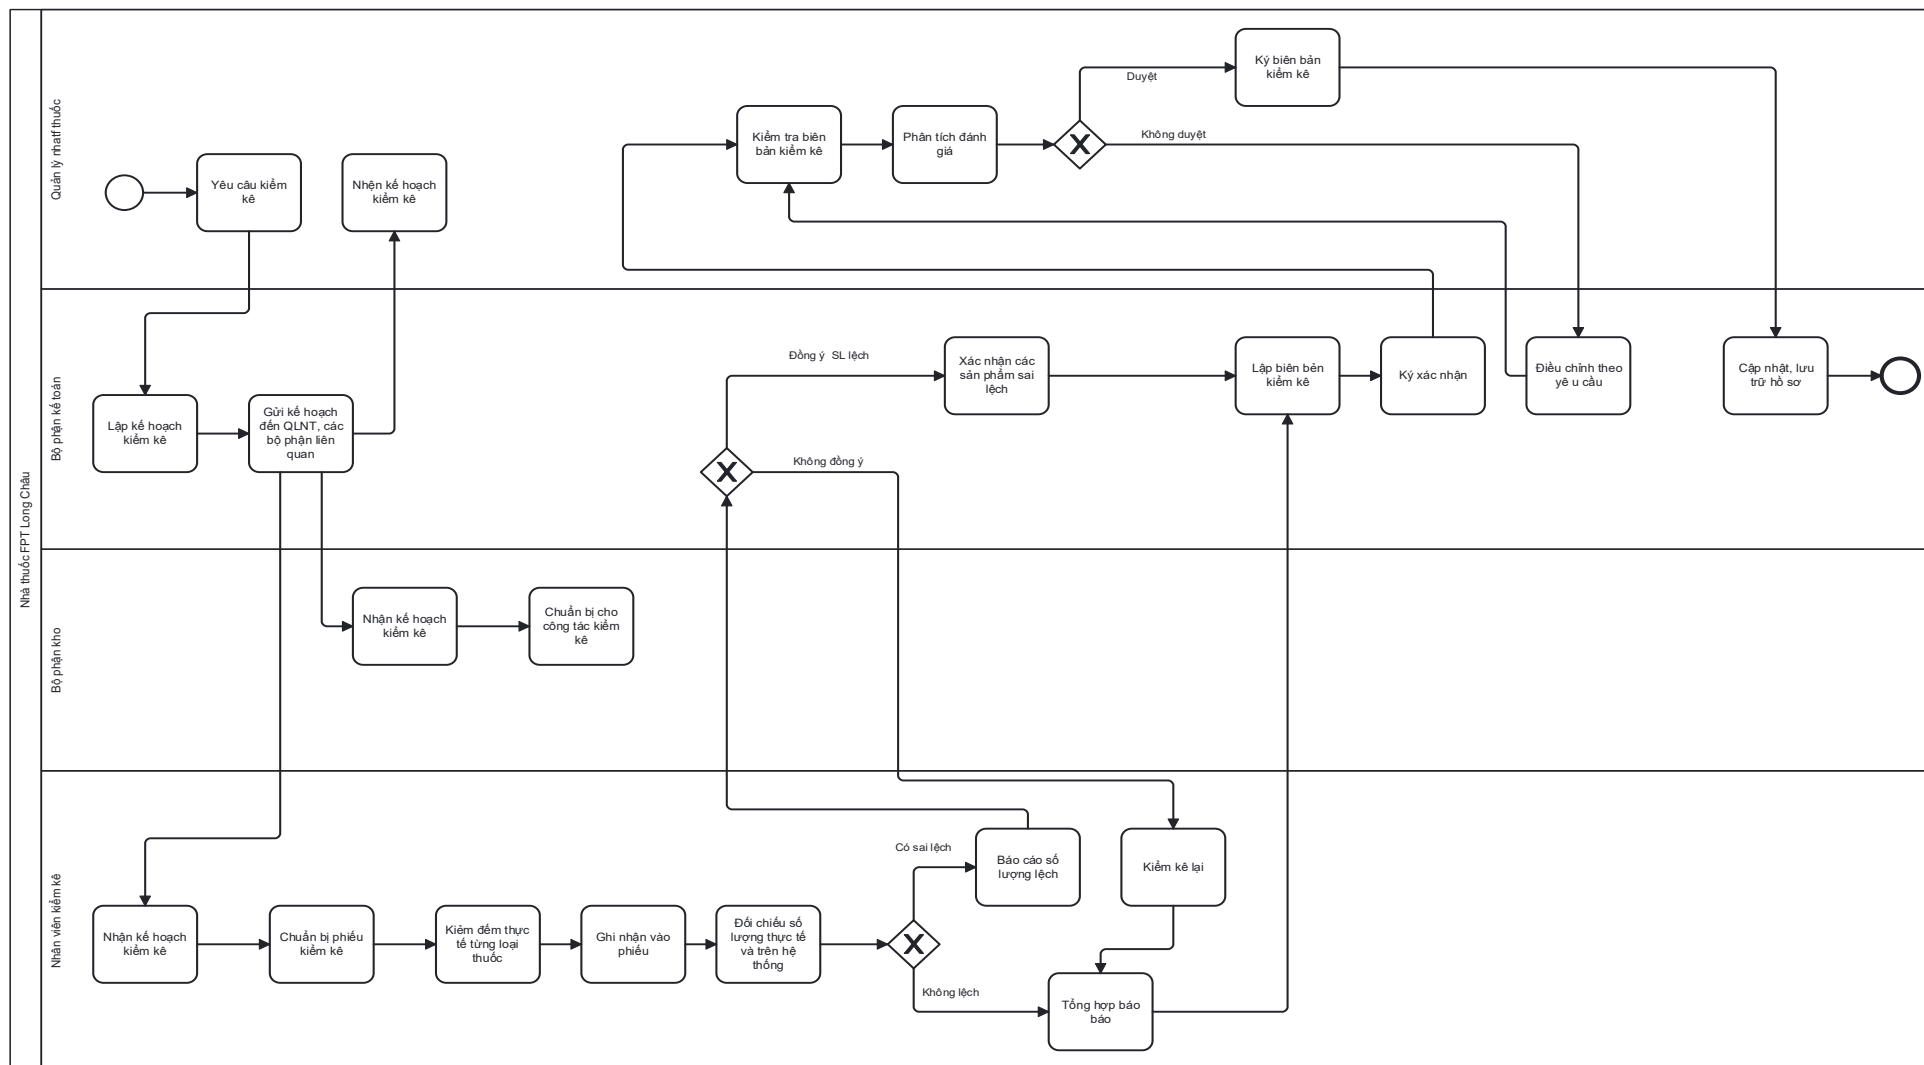 Nhà thuốc FPT Long Châu
Quản lý nhatf thuốc
Yêu câu kiểm
kê
Nhện kế hoạch
kiểm kê
Kiểm tra biên
bản kiểm kê
Phân tích đánh
giá
Duyệt
Không duyệt
Ký biên bản
kiểm kê
Bộ phận kế toán
Lập kế hoạch
kiểm kê
Gửi kế hoạch
đến QLNT, các
bộ phận liên
quan
Đồng ý SL lệch
Không đồng ý
Xác nhận các
sản phẩm sai
lệch
Lập biên bẻn
kiểm kê
Ký xác nhận
Điều chỉnh theo
yê u cầu
Cập nhật, lưu
trữ hồ sơ
Bộ phận kho
Nhận kế hoạch
kiểm kê
Chuẩn bị cho
công tác kiểm
kê
Nhân viên kiểm kê
Nhận kế hoạch
kiểm kê
Chuẩn bị phiếu
kiểm kê
Kiẻm đếm thực
tế từng loại
thuốc
Ghi nhận vào
phiếu
Đối chiếu số
lượng thực tế
và trên hệ
thống
Có sai lệch
Không lệch
Báo cáo số
lượng lệch
Kiểm kê lại
Tổng hợp báo
báo